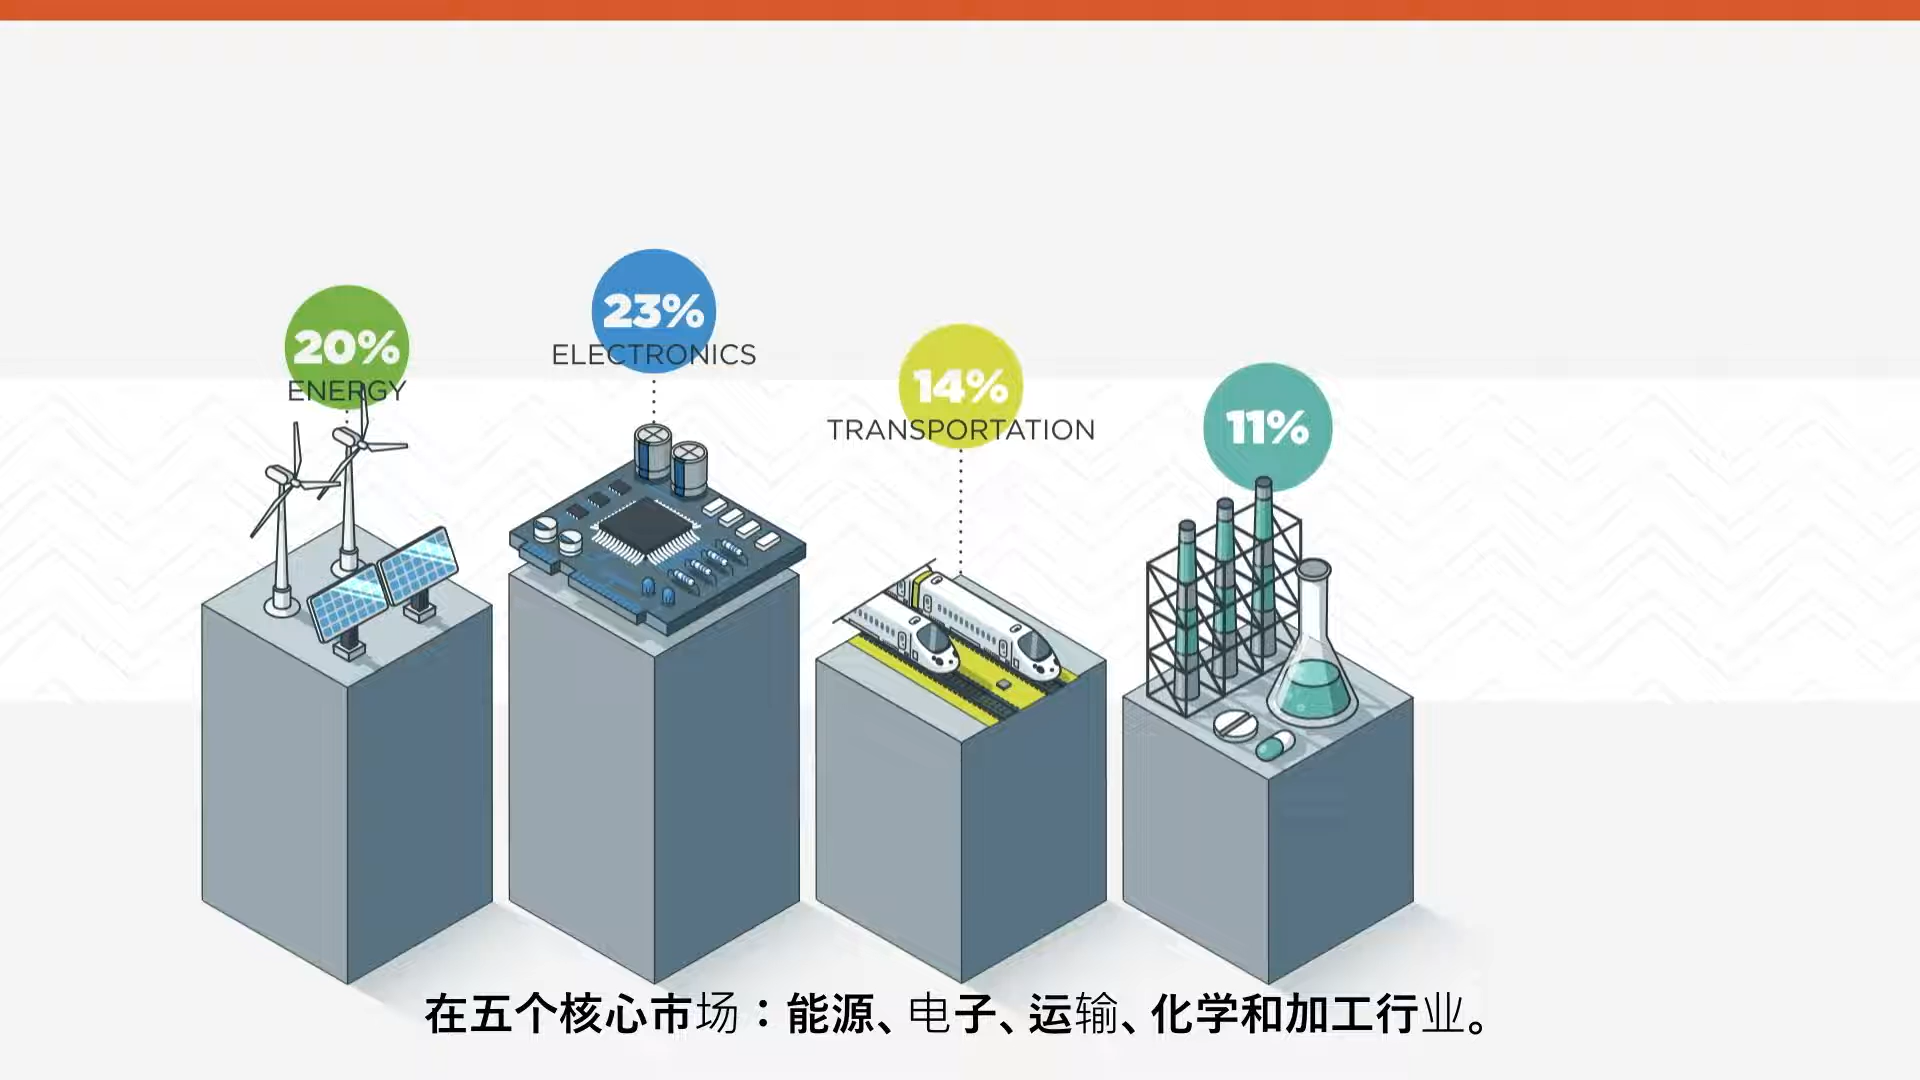 20%
ENERGY
23%
ELECTRONICS
14%
TRANSPORTATION
11%
在五个核心市场：能源、电子、运输、化学和加工行业。